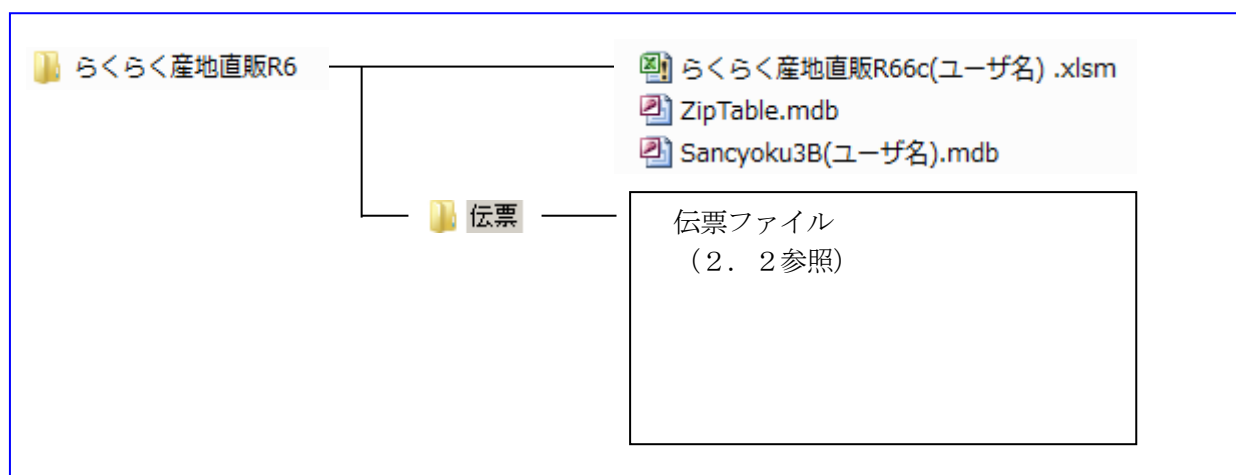 らくらく産地直販R6
らくらく産地直販R66c(ユーザ名) .xlsm
ZipTable.mdb
Sancyoku3B(ユーザ名).mdb
伝票
伝票ファイル
(2．2参照)